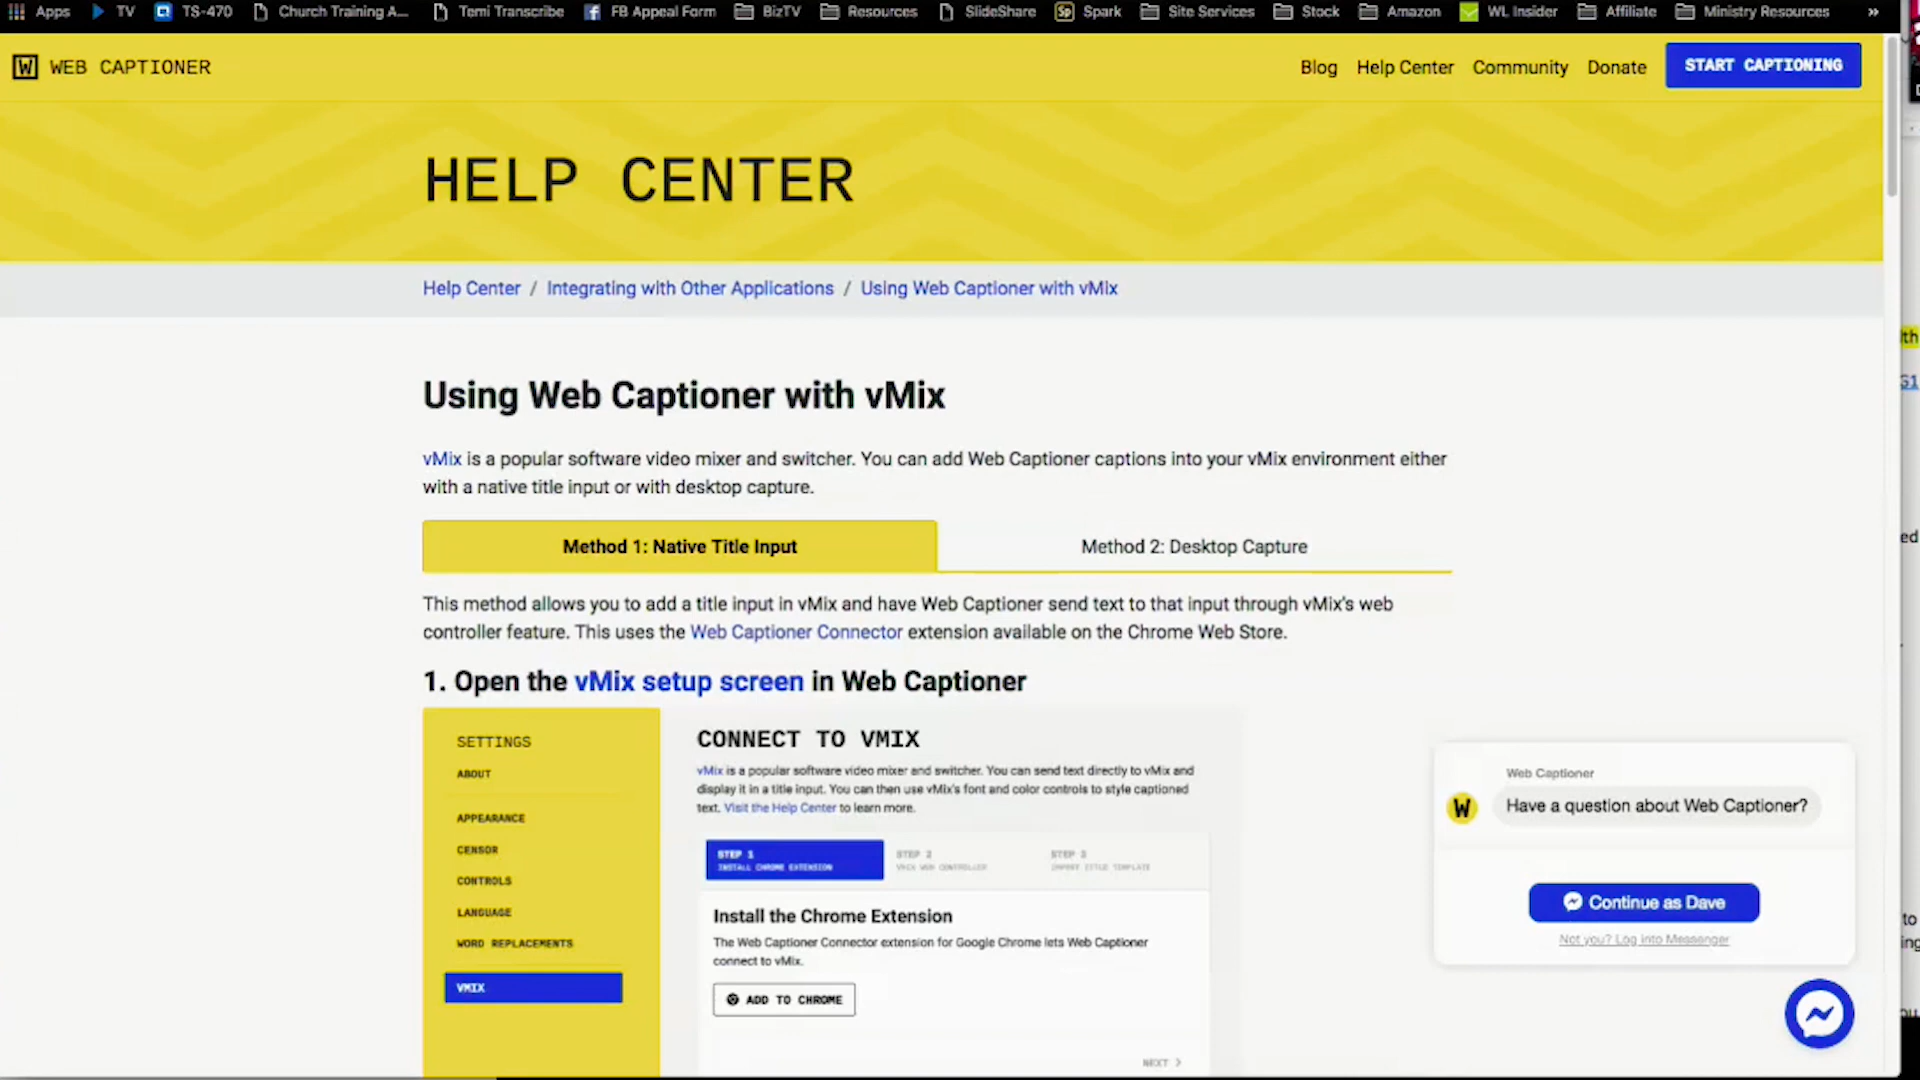 Apps TV TS-470 Church Training A... Temi Transcribe FB Appeal Form BizTV Resources SlideShare Sp Spark Site Services Stock Amazon WL Insider Affiliate Ministry Resources »
W WEB CAPTIONER
Blog Help Center Community Donate START CAPTIONING
HELP CENTER
Help Center / Integrating with Other Applications / Using Web Captioner with vMix
Using Web Captioner with vMix
vMix is a popular software video mixer and switcher. You can add Web Captioner captions into your vMix environment either
with a native title input or with desktop capture.
Method 1: Native Title Input
Method 2: Desktop Capture
This method allows you to add a title input in vMix and have Web Captioner send text to that input through vMix's web
controller feature. This uses the Web Captioner Connector extension available on the Chrome Web Store.
1. Open the vMix setup screen in Web Captioner
SETTINGS
ABOUT
APPEARANCE
CENSOR
CONTROLS
LANGUAGE
WORD REPLACEMENTS
VMIX
CONNECT TO VMIX
vMix is a popular software video mixer and switcher. You can send text directly to vMix and
display it in a title input. You can then use vMix's font and color controls to style captioned
text. Visit the Help Center to learn more.
STEP 1
INSTALL CHROME EXTENSION
STEP 2
VMIX WEB CONTROLLER
STEP 3
IMPORT TITLE TEMPLATE
Install the Chrome Extension
The Web Captioner Connector extension for Google Chrome lets Web Captioner
connect to vMix.
ADD TO CHROME
NEXT >
Web Captioner
W
Have a question about Web Captioner?
Continue as Dave
Not you? Log into Messenger